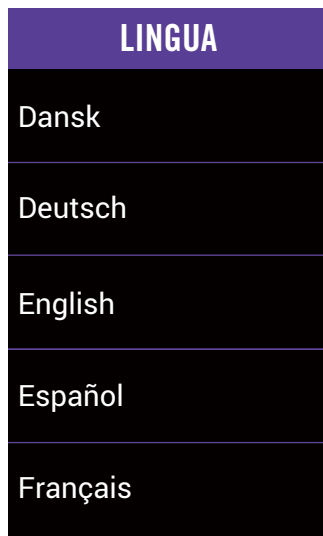 LINGUA
Dansk
Deutsch
English
Español
Français